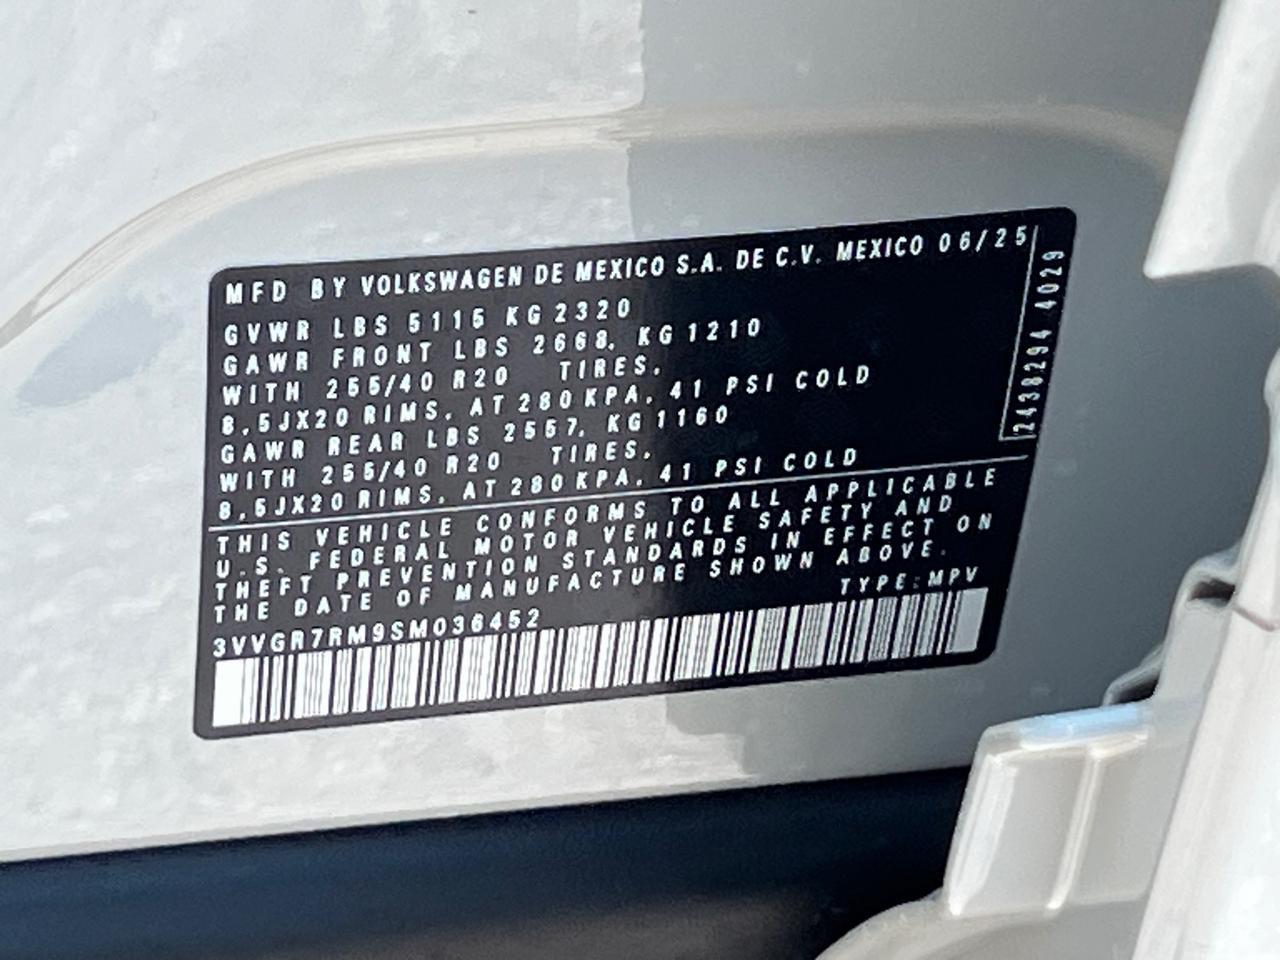 MFD BY VOLKSWAGEN DE MEXICO S.A. DE C.V. MEXICO 06/25
GVWR LBS 5115 KG 2320
GAWR FRONT LBS 2668, KG 1210
WITH 255/40 R20 TIRES,
8,5JX20 RIMS, AT 280 KPA, 41 PSI COLD
GAWR REAR LBS 2557, KG 1160
WITH 255/40 R20 TIRES,
8,5JX20 RIMS, AT 280 KPA, 41 PSI COLD
THIS VEHICLE CONFORMS TO ALL APPLICABLE
U.S. FEDERAL MOTOR VEHICLE SAFETY AND
THEFT PREVENTION STANDARDS IN EFFECT ON
THE DATE OF MANUFACTURE SHOWN ABOVE.
TYPE:MPV
3VVGR7RM9SM036452
2438294 4029